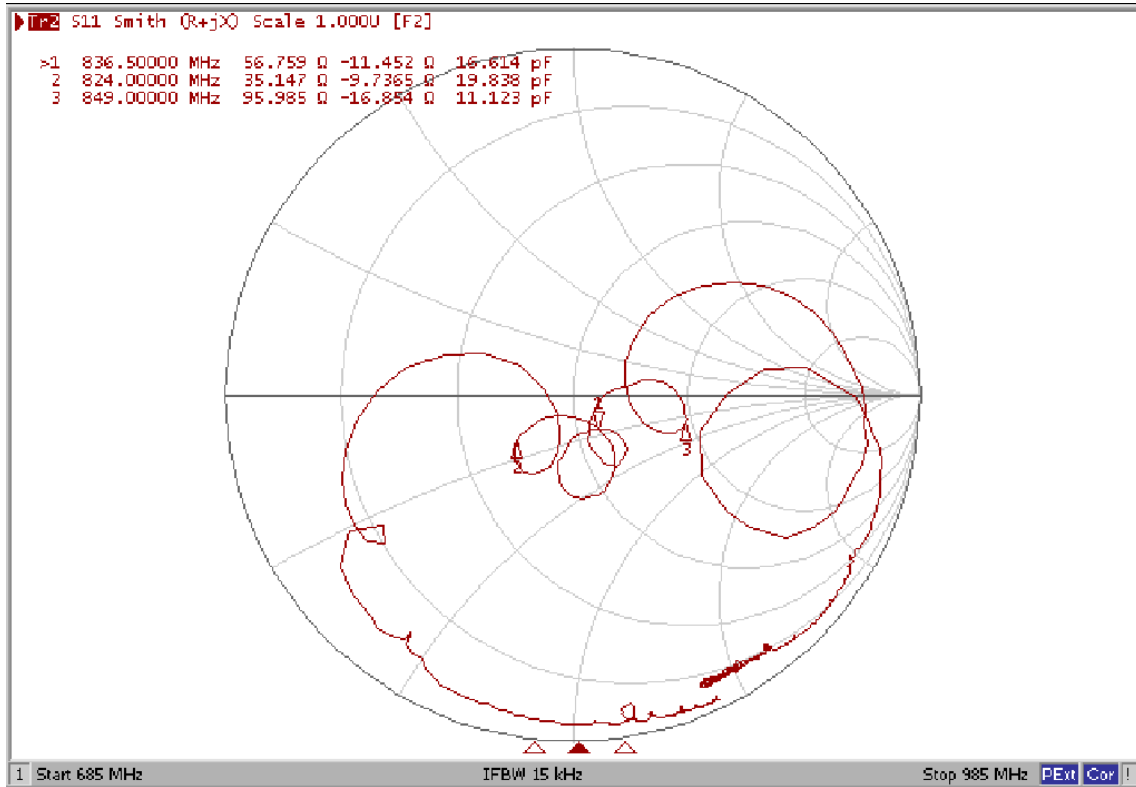 Tr2 S11 Smith (R+jX) Scale 1.000U [F2]
>1 836.50000 MHz 56.759 Ω -11.452 Ω 16.614 pF
2 824.00000 MHz 35.147 Ω -9.7365 Ω 19.838 pF
3 849.00000 MHz 95.985 Ω -16.854 Ω 11.123 pF
1
2
3
1 Start 685 MHz IFBW 15 kHz Stop 985 MHz PExt Cor !